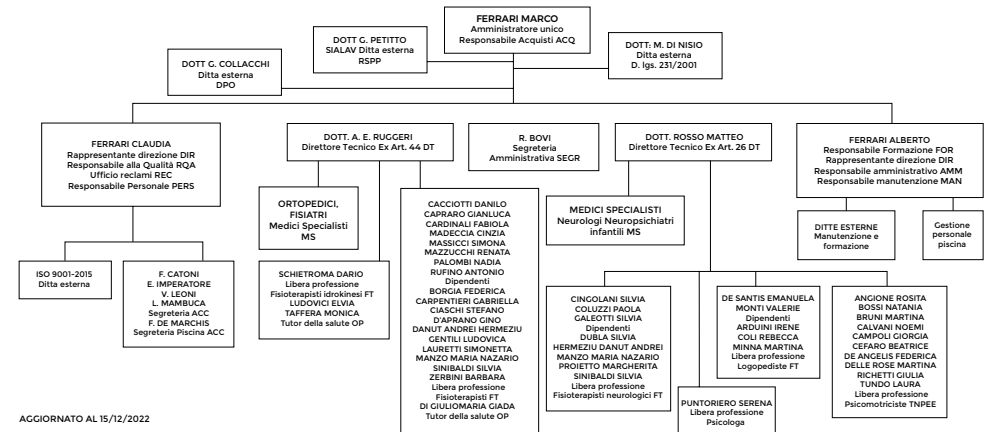 FERRARI MARCO
Amministratore unico
Responsabile Acquisti ACQ
DOTT G. PETITTO
SIALAV Ditta esterna
RSPP
DOTT: M. DI NISIO
Ditta esterna
D. lgs. 231/2001
DOTT G. COLLACCHI
Ditta esterna
DPO
FERRARI CLAUDIA
Rappresentante direzione DIR
Responsabile alla Qualità RQA
Ufficio reclami REC
Responsabile Personale PERS
DOTT. A. E. RUGGERI
Direttore Tecnico Ex Art. 44 DT
R. BOVI
Segreteria
Amministrativa SEGR
DOTT. ROSSO MATTEO
Direttore Tecnico Ex Art. 26 DT
FERRARI ALBERTO
Responsabile Formazione FOR
Rappresentante direzione DIR
Responsabile amministrativo AMM
Responsabile manutenzione MAN
ISO 9001-2015
Ditta esterna
F. CATONI
E. IMPERATORE
V. LEONI
L. MAMBUCA
Segreteria ACC
F. DE MARCHIS
Segreteria Piscina ACC
ORTOPEDICI,
FISIATRI
Medici Specialisti
MS
SCHIETROMA DARIO
Libera professione
Fisioterapisti idrokinesi FT
LUDOVICI ELVIA
TAFFERA MONICA
Tutor della salute OP
CACCIOTTI DANILO
CAPRARO GIANLUCA
CARDINALI FABIOLA
MADECCIA CINZIA
MASSICCI SIMONA
MAZZUCCHI RENATA
PALOMBI NADIA
RUFINO ANTONIO
Dipendenti
BORGIA FEDERICA
CARPENTIERI GABRIELLA
CIASCHI STEFANO
D'APRANO GINO
DANUT ANDREI HERMEZIU
GENTILI LUDOVICA
LAURETTI SIMONETTA
MANZO MARIA NAZARIO
SINIBALDI SILVIA
ZERBINI BARBARA
Libera professione
Fisioterapisti FT
DI GIULIOMARIA GIADA
Tutor della salute OP
MEDICI SPECIALISTI
Neurologi Neuropsichiatri
infantili MS
CINGOLANI SILVIA
COLUZZI PAOLA
GALEOTTI SILVIA
Dipendenti
DUBLA SILVIA
HERMEZIU DANUT ANDREI
MANZO MARIA NAZARIO
PROIETTO MARGHERITA
SINIBALDI SILVIA
Libera professione
Fisioterapisti neurologici FT
PUNTORIERO SERENA
Libera professione
Psicologa
DE SANTIS EMANUELA
MONTI VALERIE
Dipendenti
ARDUINI IRENE
COLI REBECCA
MINNA MARTINA
Libera professione
Logopediste FT
ANGIONE ROSITA
BOSSI NATANIA
BRUNI MARTINA
CALVANI NOEMI
CAMPOLI GIORGIA
CEFARO BEATRICE
DE ANGELIS FEDERICA
DELLE ROSE MARTINA
RICHETTI GIULIA
TUNDO LAURA
Libera professione
Psicomotriciste TNPEE
DITTE ESTERNE
Manutenzione e
formazione
Gestione
personale
piscina
AGGIORNATO AL 15/12/2022